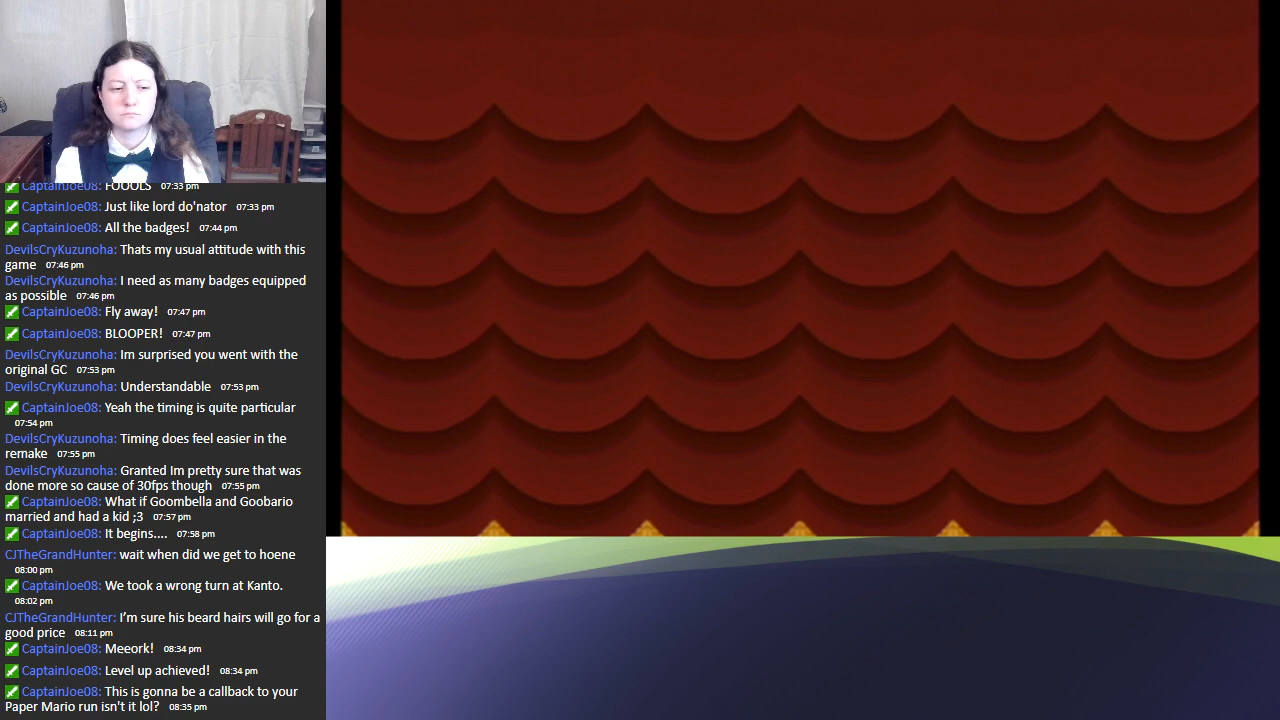 CaptainJoe08: FOOOLS 07:33 pm
CaptainJoe08: Just like lord do'nator 07:33 pm
CaptainJoe08: All the badges! 07:44 pm
DevilsCryKuzunoha: Thats my usual attitude with this
game 07:46 pm
DevilsCryKuzunoha: I need as many badges equipped
as possible 07:46 pm
CaptainJoe08: Fly away! 07:47 pm
CaptainJoe08: BLOOPER! 07:47 pm
DevilsCryKuzunoha: Im surprised you went with the
original GC 07:53 pm
DevilsCryKuzunoha: Understandable 07:53 pm
CaptainJoe08: Yeah the timing is quite particular
07:54 pm
DevilsCryKuzunoha: Timing does feel easier in the
remake 07:55 pm
DevilsCryKuzunoha: Granted Im pretty sure that was
done more so cause of 30fps though 07:55 pm
CaptainJoe08: What if Goombella and Goobario
married and had a kid ;3 07:57 pm
CaptainJoe08: It begins.... 07:58 pm
CJTheGrandHunter: wait when did we get to hoene
08:00 pm
CaptainJoe08: We took a wrong turn at Kanto.
08:02 pm
CJTheGrandHunter: I’m sure his beard hairs will go for a
good price 08:11 pm
CaptainJoe08: Meeork! 08:34 pm
CaptainJoe08: Level up achieved! 08:34 pm
CaptainJoe08: This is gonna be a callback to your
Paper Mario run isn't it lol? 08:35 pm